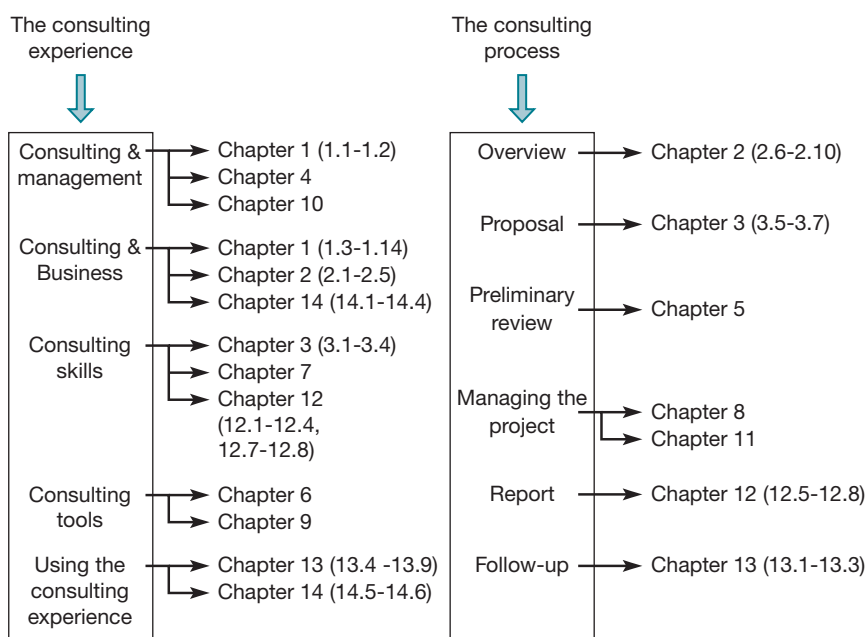 The consulting
experience
Consulting &
management
Chapter 1 (1.1-1.2)
Chapter 4
Chapter 10
Consulting &
Business
Chapter 1 (1.3-1.14)
Chapter 2 (2.1-2.5)
Chapter 14 (14.1-14.4)
Consulting
skills
Chapter 3 (3.1-3.4)
Chapter 7
Chapter 12
(12.1-12.4,
12.7-12.8)
Consulting
tools
Chapter 6
Chapter 9
Using the
consulting
experience
Chapter 13 (13.4 -13.9)
Chapter 14 (14.5-14.6)
The consulting
process
Overview
Chapter 2 (2.6-2.10)
Proposal
Chapter 3 (3.5-3.7)
Preliminary
review
Chapter 5
Managing the
project
Chapter 8
Chapter 11
Report
Chapter 12 (12.5-12.8)
Follow-up
Chapter 13 (13.1-13.3)